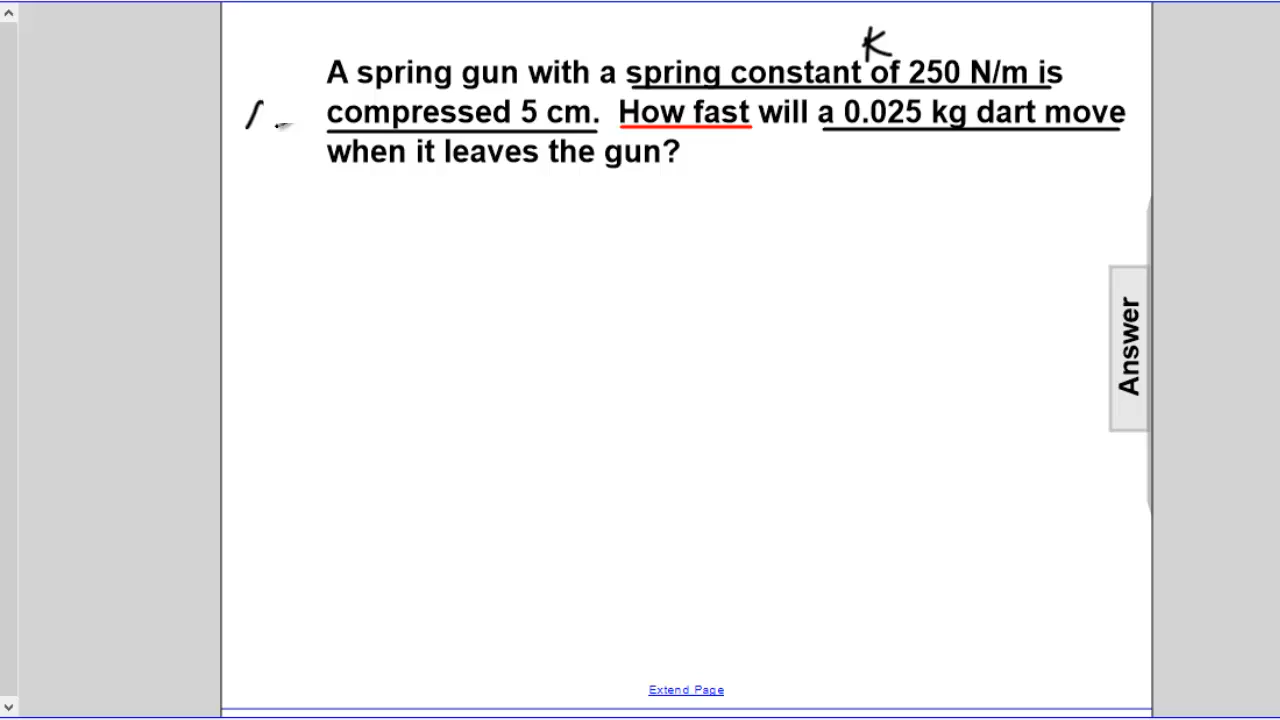 K
A spring gun with a spring constant of 250 N/m is
compressed 5 cm. How fast will a 0.025 kg dart move
when it leaves the gun?
Answer
Extend Page